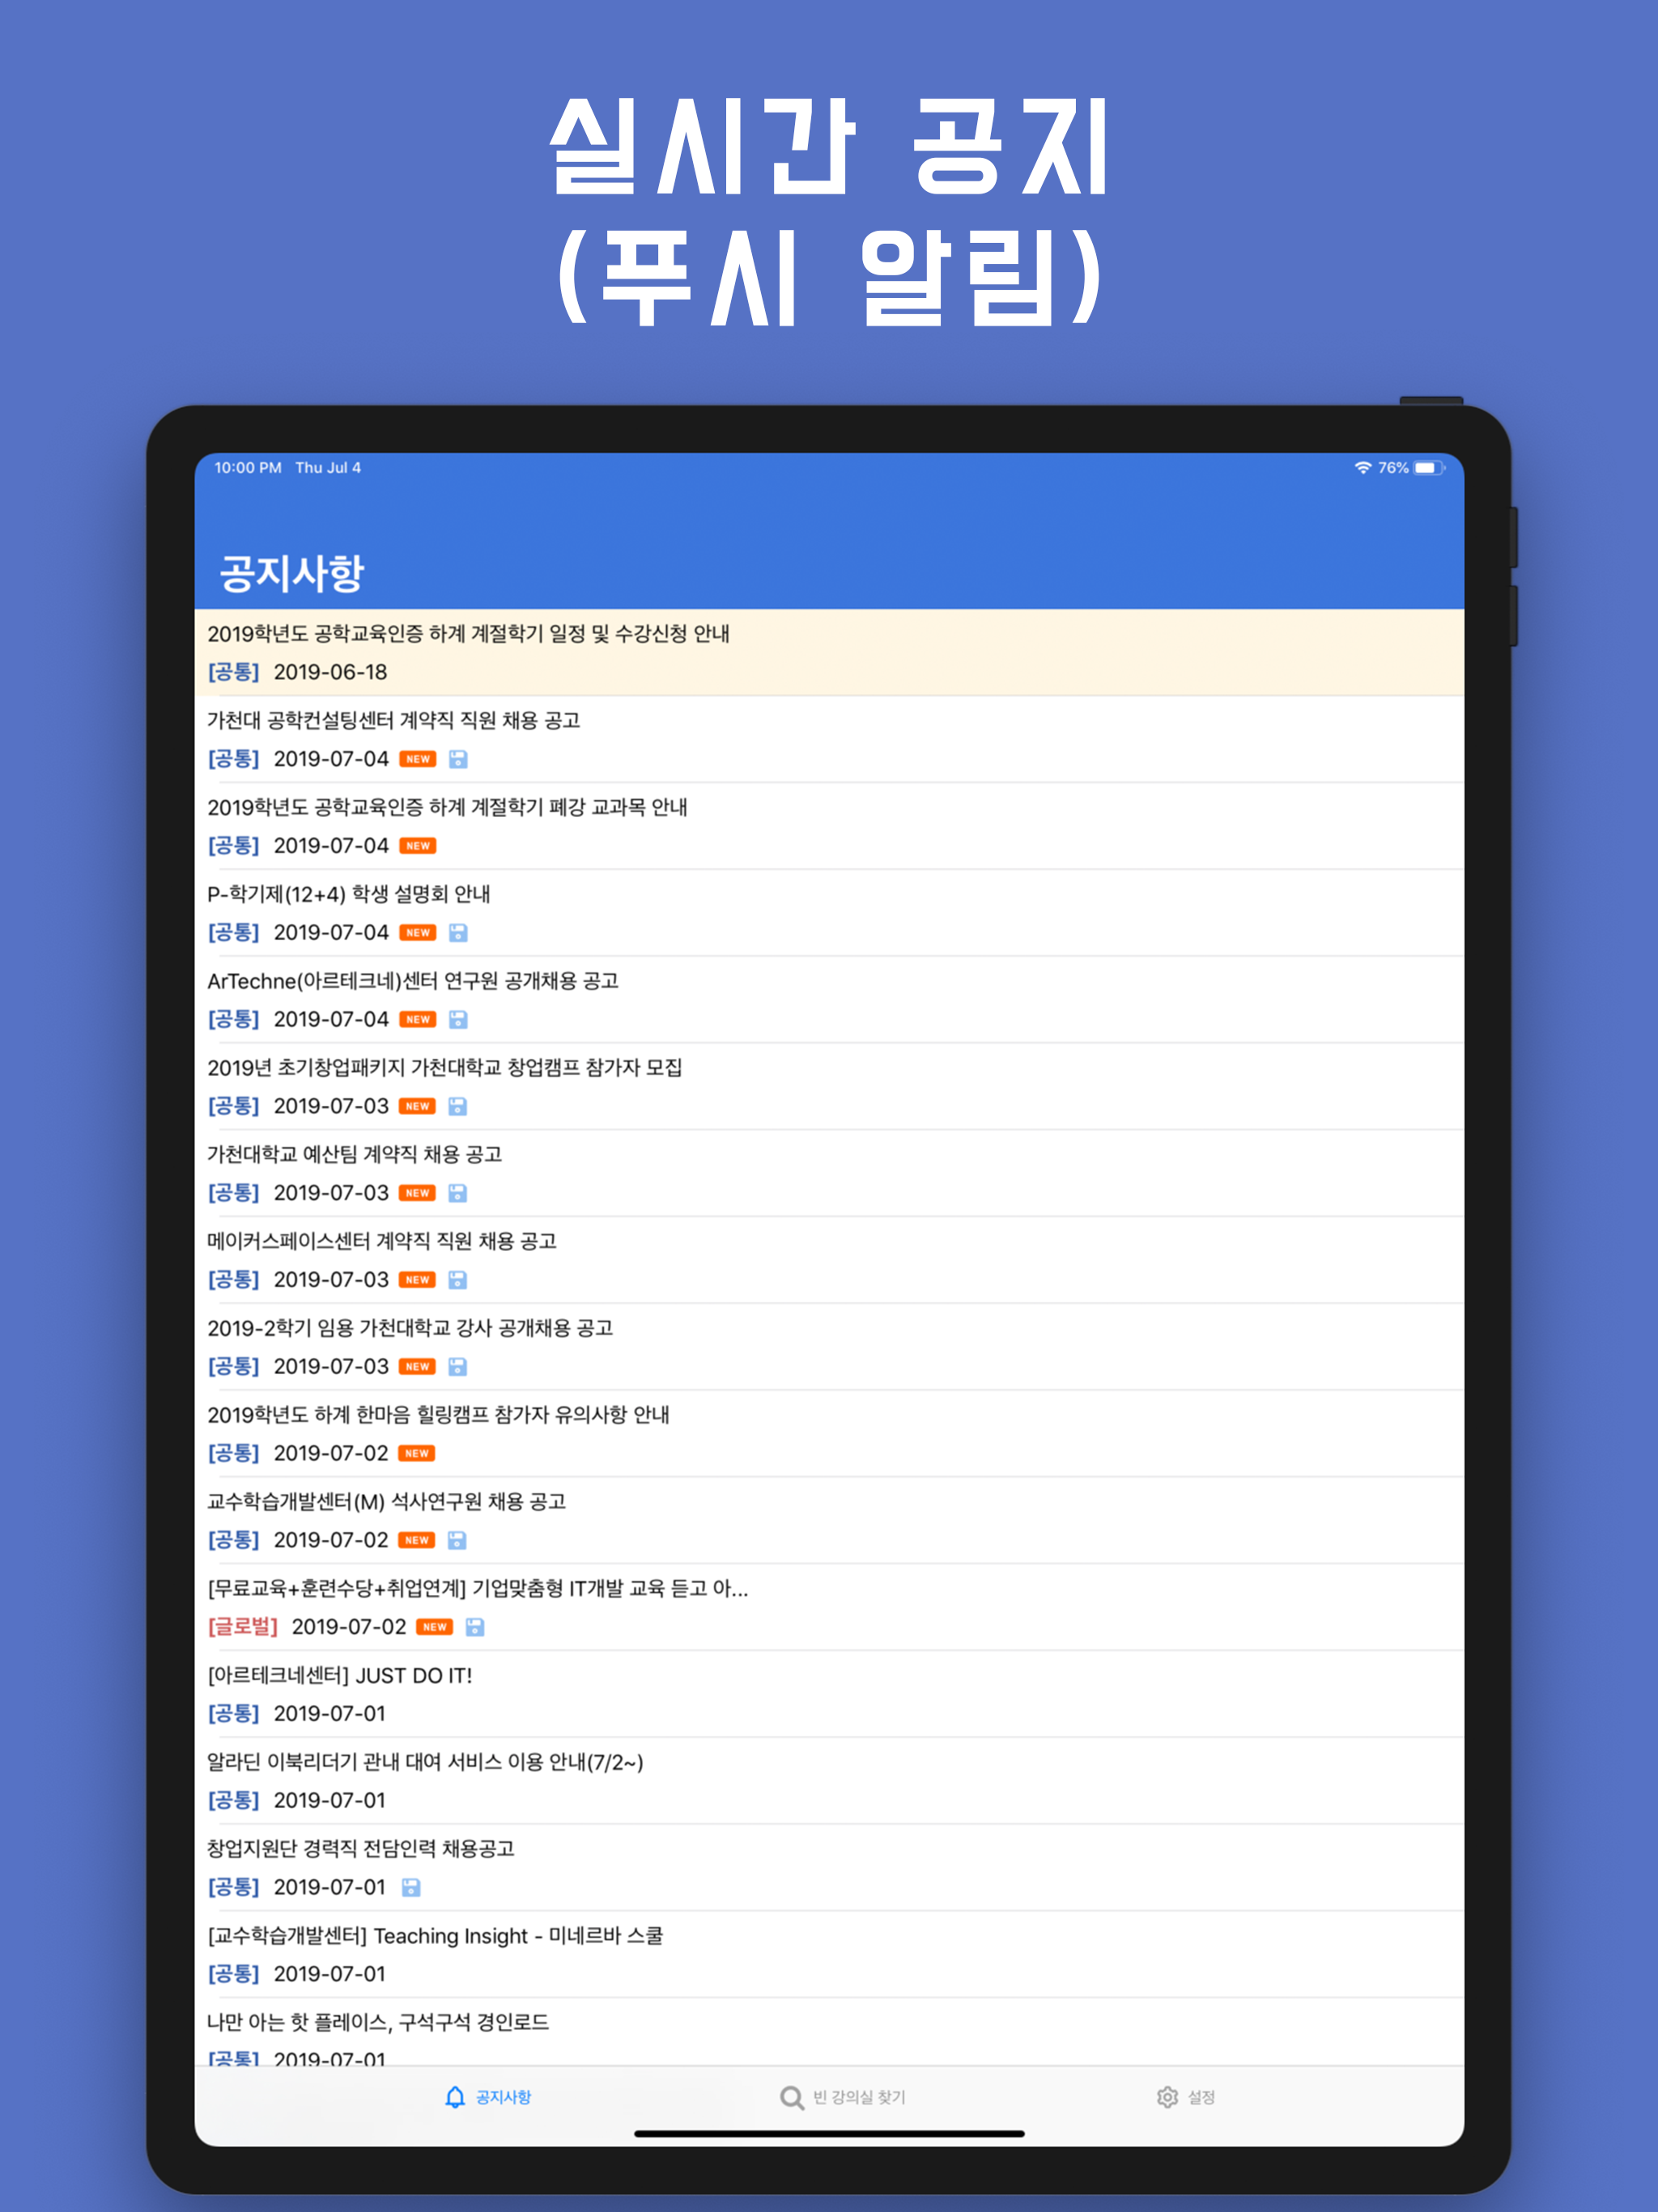 실시간 공지
(푸시 알림)
10:00 PM Thu Jul 4
76%
공지사항
2019학년도 공학교육인증 하계 계절학기 일정 및 수강신청 안내
[공통] 2019-06-18
가천대 공학컨설팅센터 계약직 직원 채용 공고
[공통] 2019-07-04 NEW
2019학년도 공학교육인증 하계 계절학기 폐강 교과목 안내
[공통] 2019-07-04 NEW
P-학기제(12+4) 학생 설명회 안내
[공통] 2019-07-04 NEW
ArTechne(아르테크네)센터 연구원 공개채용 공고
[공통] 2019-07-04 NEW
2019년 초기창업패키지 가천대학교 창업캠프 참가자 모집
[공통] 2019-07-03 NEW
가천대학교 예산팀 계약직 채용 공고
[공통] 2019-07-03 NEW
메이커스페이스센터 계약직 직원 채용 공고
[공통] 2019-07-03 NEW
2019-2학기 임용 가천대학교 강사 공개채용 공고
[공통] 2019-07-03 NEW
2019학년도 하계 한마음 힐링캠프 참가자 유의사항 안내
[공통] 2019-07-02 NEW
교수학습개발센터(M) 석사연구원 채용 공고
[공통] 2019-07-02 NEW
[무료교육+훈련수당+취업연계] 기업맞춤형 IT개발 교육 듣고 아...
[글로벌] 2019-07-02 NEW
[아르테크네센터] JUST DO IT!
[공통] 2019-07-01
알라딘 이북리더기 관내 대여 서비스 이용 안내(7/2~)
[공통] 2019-07-01
창업지원단 경력직 전담인력 채용공고
[공통] 2019-07-01
[교수학습개발센터] Teaching Insight - 미네르바 스쿨
[공통] 2019-07-01
나만 아는 핫 플레이스, 구석구석 경인로드
[공통] 2019-07-01
공지사항 빈 강의실 찾기 설정